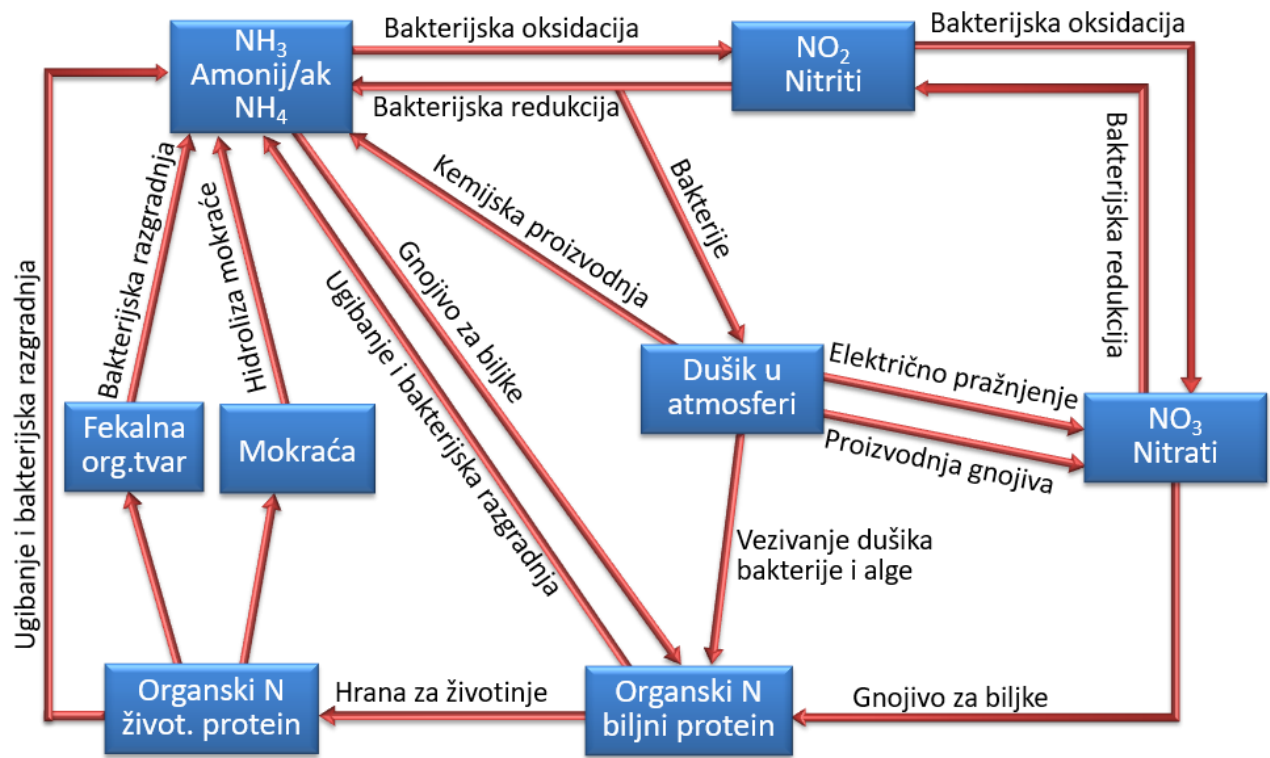 NH₃
Amonij/ak
NH₄
Bakterijska oksidacija
NO₂
Nitriti
Bakterijska oksidacija
Bakterijska redukcija
Bakterije
Kemijska proizvodnja
Bakterijska redukcija
Bakterijska razgradnja
Hidroliza mokraće
Gnojivo za biljke
Ugibanje i bakterijska razgradnja
Ugibanje i bakterijska razgradnja
Dušik u
atmosferi
Električno pražnjenje
Proizvodnja gnojiva
NO₃
Nitrati
Fekalna
org.tvar
Mokraća
Vezivanje dušika
bakterije i alge
Organski N
život. protein
Hrana za životinje
Organski N
biljni protein
Gnojivo za biljke